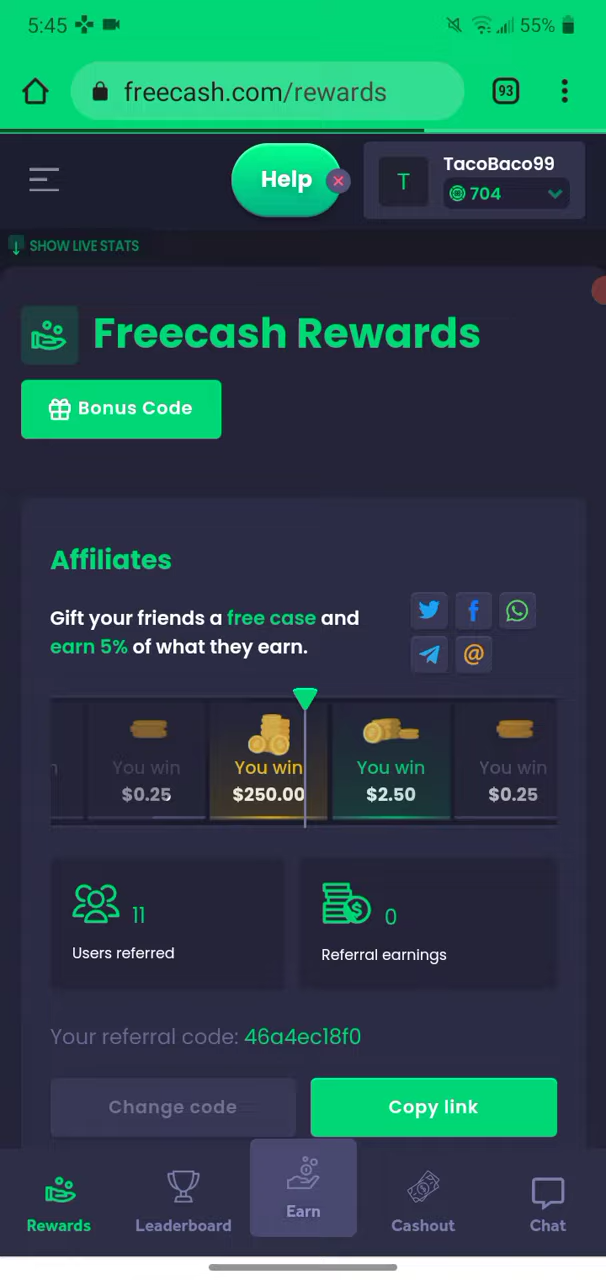 5:45
55%
freecash.com/rewards
93
Help
TacoBaco99
T
704
SHOW LIVE STATS
Freecash Rewards
Bonus Code
Affiliates
Gift your friends a free case and
earn 5% of what they earn.
You win
$0.25
You win
$250.00
You win
$2.50
You win
$0.25
11
Users referred
0
Referral earnings
Your referral code: 46a4ec18f0
Change code
Copy link
Rewards
Leaderboard
Earn
Cashout
Chat